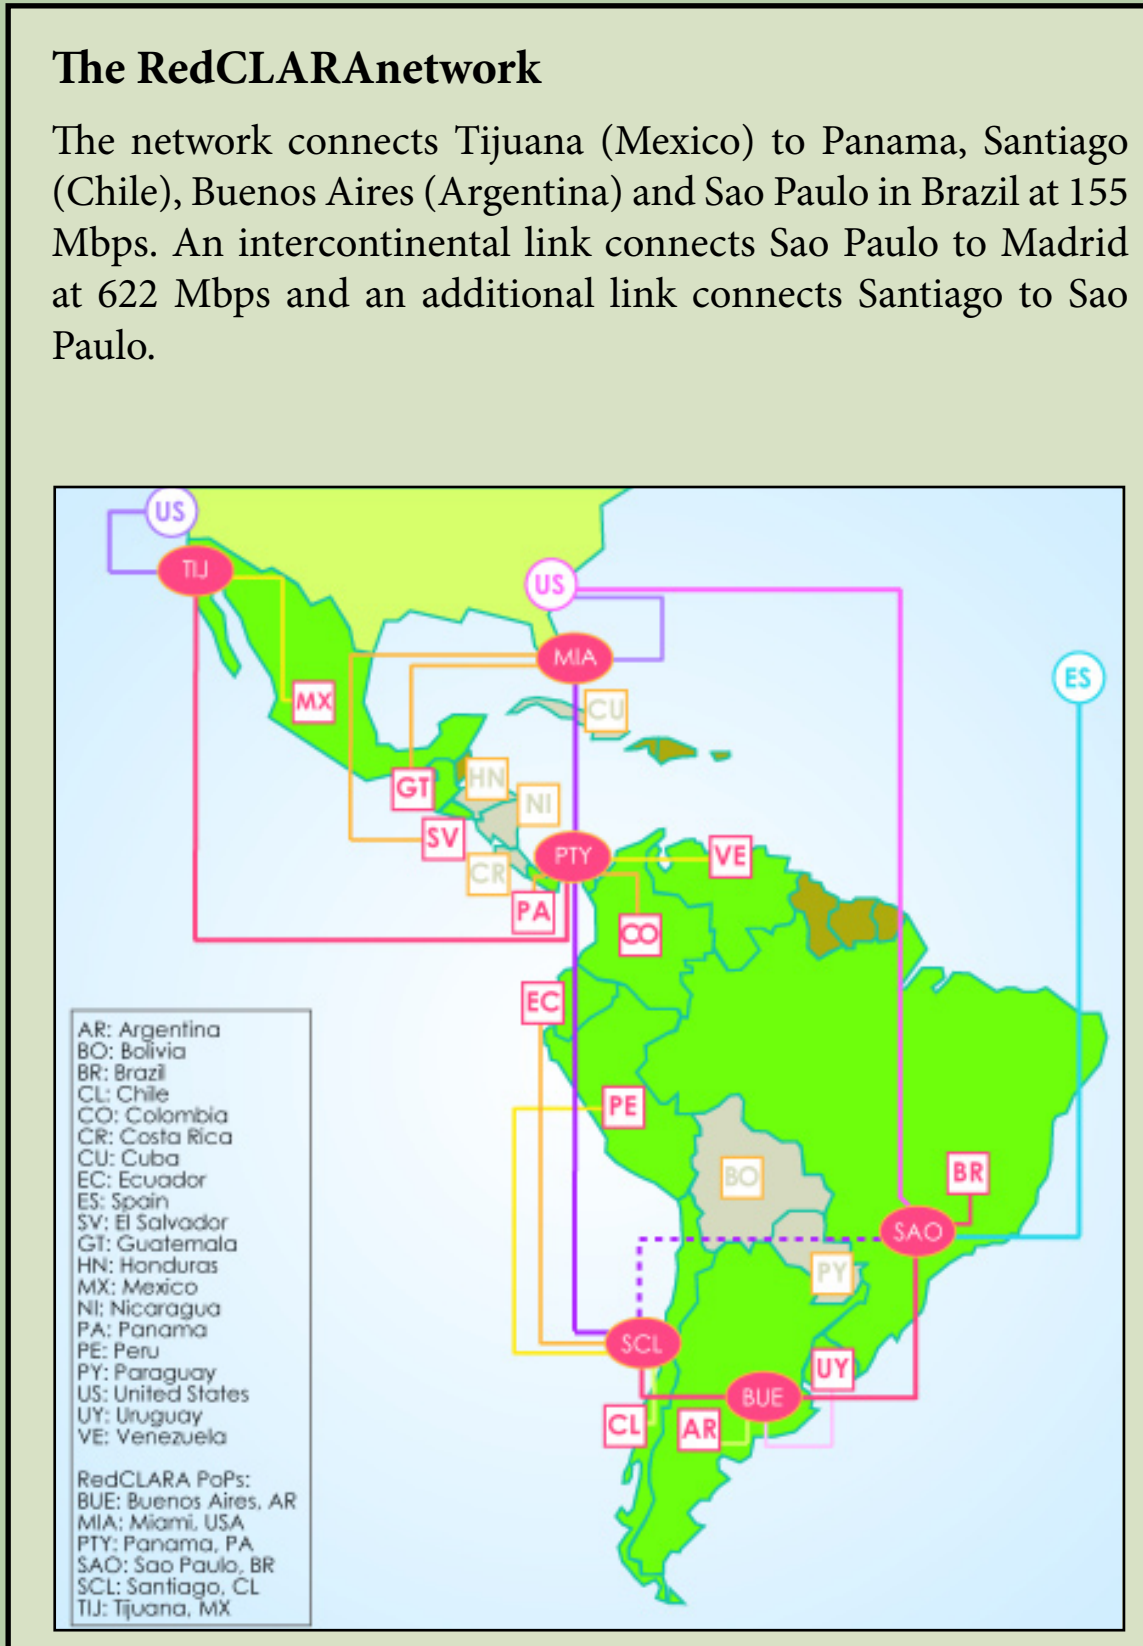 The RedCLARAnetwork
The network connects Tijuana (Mexico) to Panama, Santiago
(Chile), Buenos Aires (Argentina) and Sao Paulo in Brazil at 155
Mbps. An intercontinental link connects Sao Paulo to Madrid
at 622 Mbps and an additional link connects Santiago to Sao
Paulo.
US
TIJ
US
MIA
ES
MX
CU
GT
HN
NI
SV
CR
PTY
VE
PA
CO
EC
PE
BO
BR
SAO
PY
SCL
UY
BUE
CL
AR
AR: Argentina
BO: Bolivia
BR: Brazil
CL: Chile
CO: Colombia
CR: Costa Rica
CU: Cuba
EC: Ecuador
ES: Spain
SV: El Salvador
GT: Guatemala
HN: Honduras
MX: Mexico
NI: Nicaragua
PA: Panama
PE: Peru
PY: Paraguay
US: United States
UY: Uruguay
VE: Venezuela
RedCLARA PoPs:
BUE: Buenos Aires, AR
MIA: Miami, USA
PTY: Panama, PA
SAO: Sao Paulo, BR
SCL: Santiago, CL
TIJ: Tijuana, MX